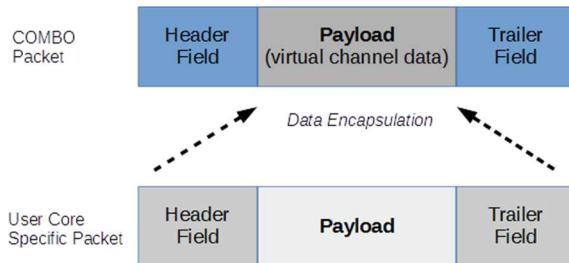 COMBO
Packet
Header
Field
Payload
(virtual channel data)
Trailer
Field
Data Encapsulation
User Core
Specific Packet
Header
Field
Payload
Trailer
Field